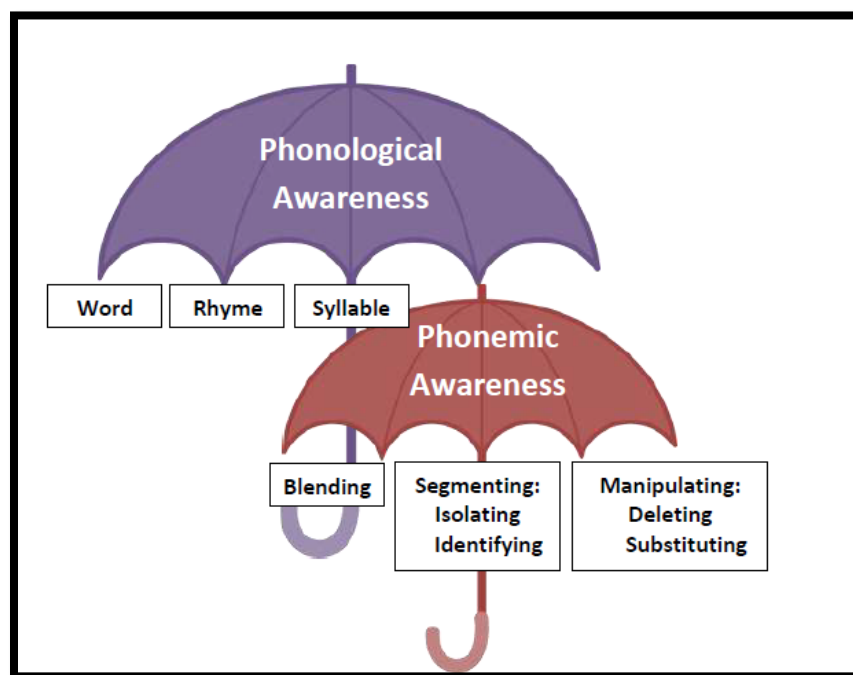 Phonological
Awareness
Word
Rhyme
Syllable
Phonemic
Awareness
Blending
Segmenting:
Isolating
Identifying
Manipulating:
Deleting
Substituting